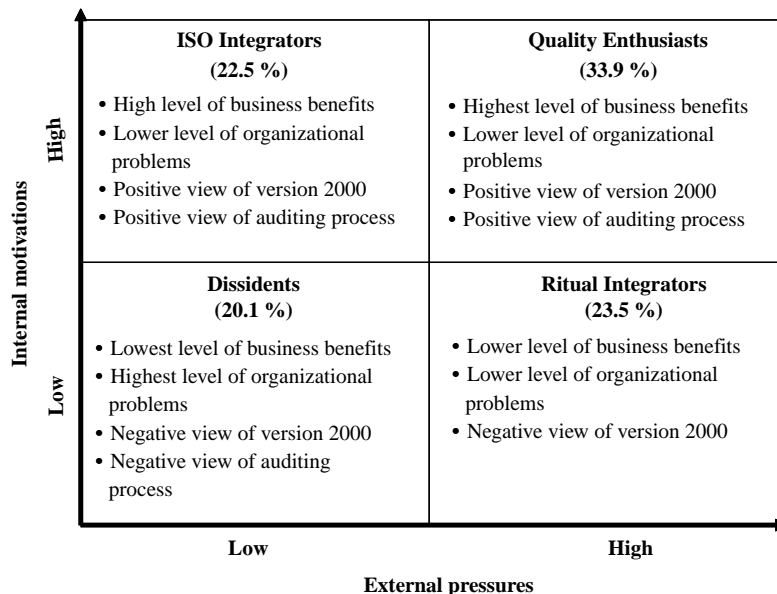 ISO Integrators
(22.5 %)
• High level of business benefits
• Lower level of organizational
problems
• Positive view of version 2000
• Positive view of auditing process
Quality Enthusiasts
(33.9 %)
• Highest level of business benefits
• Lower level of organizational
problems
• Positive view of version 2000
• Positive view of auditing process
Internal motivations
High
Low
Dissidents
(20.1 %)
• Lowest level of business benefits
• Highest level of organizational
problems
• Negative view of version 2000
• Negative view of auditing
process
Ritual Integrators
(23.5 %)
• Lower level of business benefits
• Lower level of organizational
problems
• Negative view of version 2000
Low
High
External pressures